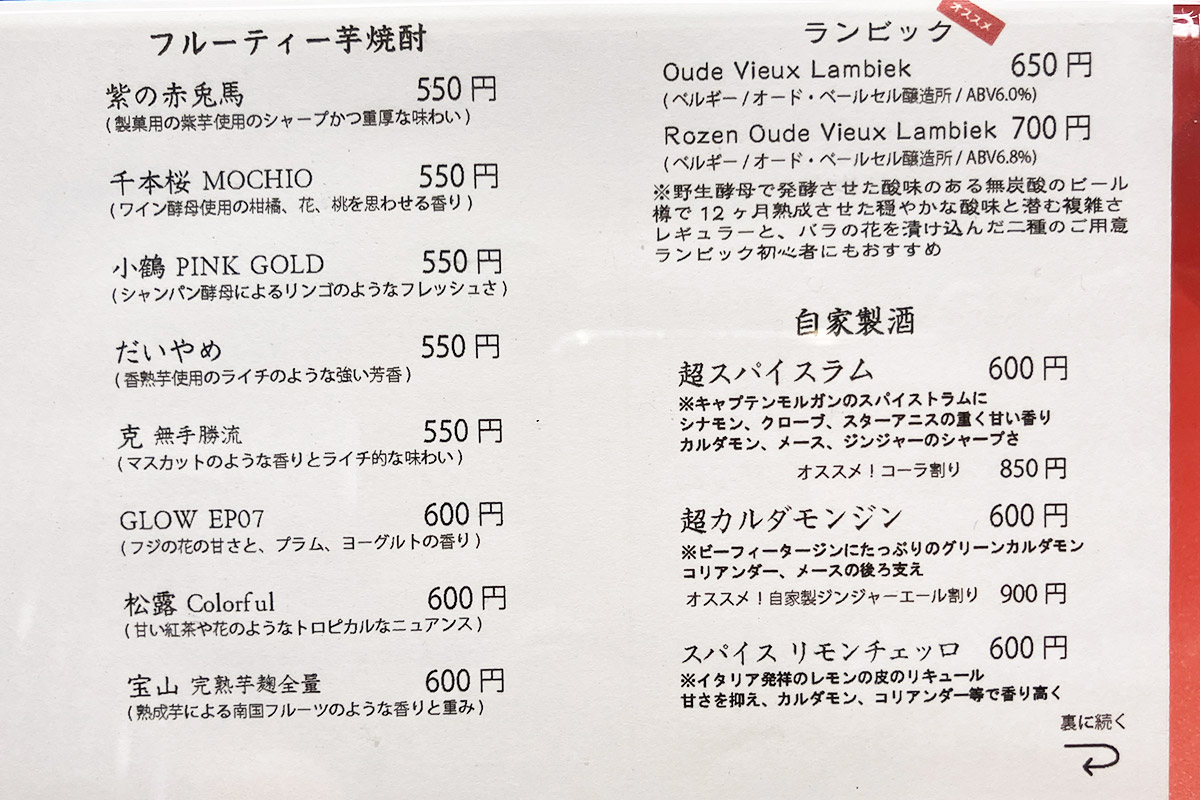 フルーティー芋焼酎
紫の赤兎馬 550円
(製菓用の紫芋使用のシャープかつ重厚な味わい)
千本桜 MOCHIO 550円
(ワイン酵母使用の柑橘、花、桃を思わせる香り)
小鶴 PINK GOLD 550円
(シャンパン酵母によるリンゴのようなフレッシュさ)
だいやめ 550円
(香熟芋使用のライチのような強い芳香)
克 無手勝流 550円
(マスカットのような香りとライチ的な味わい)
GLOW EP07 600円
(フジの花の甘さと、プラム、ヨーグルトの香り)
松露 Colorful 600円
(甘い紅茶や花のようなトロピカルなニュアンス)
宝山 完熟芋麹全量 600円
(熟成芋による南国フルーツのような香りと重み)
ランビック オススメ
Oude Vieux Lambiek 650円
(ベルギー/オード・ベールセル醸造所/ABV6.0%)
Rozen Oude Vieux Lambiek 700円
(ベルギー/オード・ベールセル醸造所/ABV6.8%)
※野生酵母で発酵させた酸味のある無炭酸のビール
樽で12ヶ月熟成させた穏やかな酸味と潜む複雑さ
レギュラーと、バラの花を漬け込んだ二種のご用意
ランビック初心者にもおすすめ
自家製酒
超スパイスラム 600円
※キャプテンモルガンのスパイストラムに
シナモン、クローブ、スターアニスの重く甘い香り
カルダモン、メース、ジンジャーのシャープさ
オススメ!コーラ割り 850円
超カルダモンジン 600円
※ビーフィータージンにたっぷりのグリーンカルダモン
コリアンダー、メースの後ろ支え
オススメ!自家製ジンジャーエール割り 900円
スパイス リモンチェッロ 600円
※イタリア発祥のレモンの皮のリキュール
甘さを抑え、カルダモン、コリアンダー等で香り高く
裏に続く